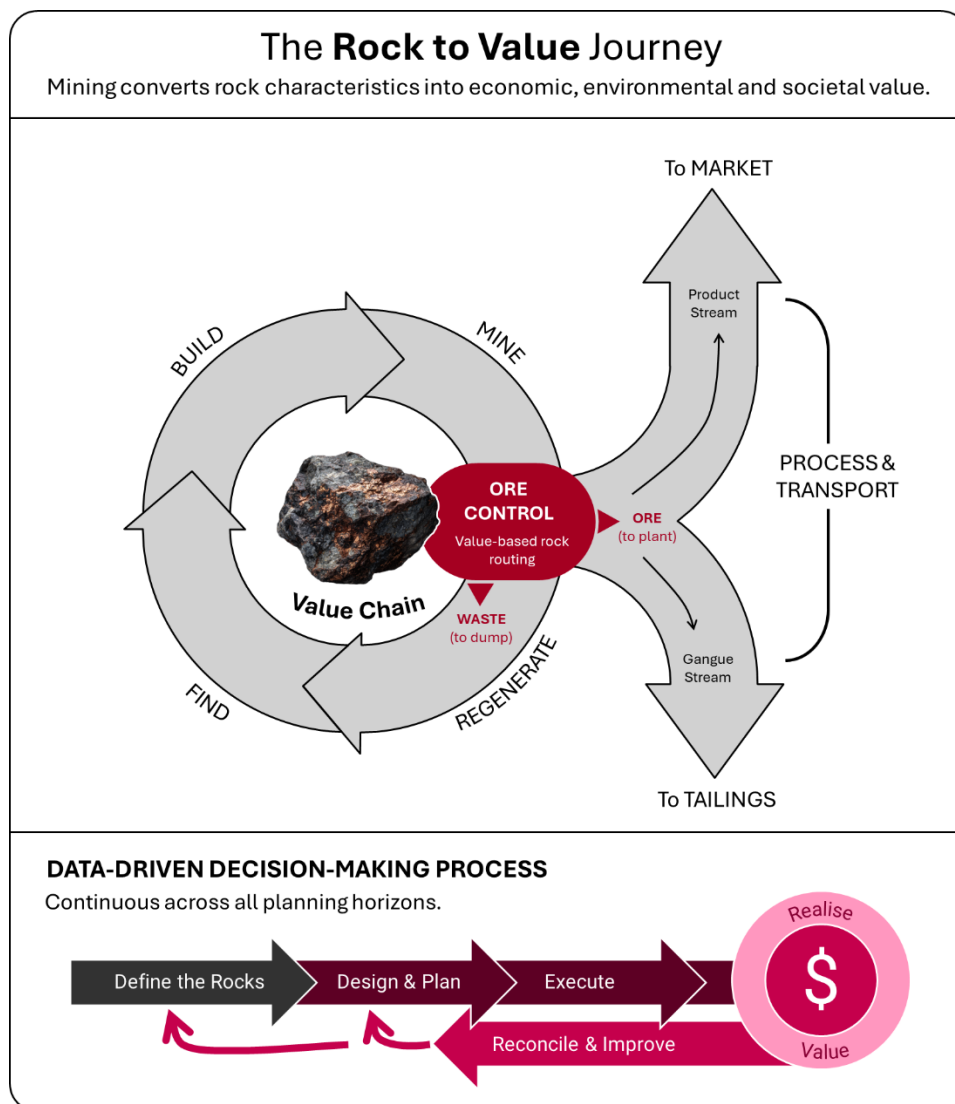 The Rock to Value Journey
Mining converts rock characteristics into economic, environmental and societal value.
To MARKET
Product
Stream
BUILD
MINE
ORE
CONTROL
Value-based rock
routing
ORE
(to plant)
PROCESS &
TRANSPORT
Value Chain
WASTE
(to dump)
FIND
REGENERATE
Gangue
Stream
To TAILINGS
DATA-DRIVEN DECISION-MAKING PROCESS
Continuous across all planning horizons.
Define the Rocks
Design & Plan
Execute
Realise
$
Value
Reconcile & Improve